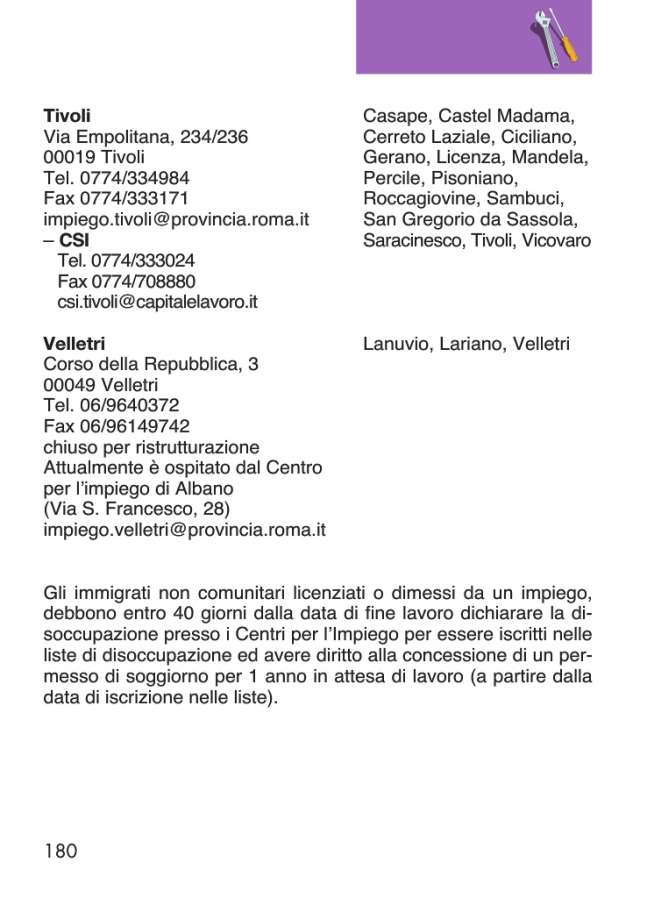 Tivoli
Via Empolitana, 234/236
00019 Tivoli
Tel. 0774/334984
Fax 0774/333171
impiego.tivoli@provincia.roma.it
– CSI
Tel. 0774/333024
Fax 0774/708880
csi.tivoli@capitalelavoro.it
Casape, Castel Madama,
Cerreto Laziale, Ciciliano,
Gerano, Licenza, Mandela,
Percile, Pisoniano,
Roccagiovine, Sambuci,
San Gregorio da Sassola,
Saracinesco, Tivoli, Vicovaro
Velletri
Corso della Repubblica, 3
00049 Velletri
Tel. 06/9640372
Fax 06/96149742
chiuso per ristrutturazione
Attualmente è ospitato dal Centro
per l’impiego di Albano
(Via S. Francesco, 28)
impiego.velletri@provincia.roma.it
Lanuvio, Lariano, Velletri
Gli immigrati non comunitari licenziati o dimessi da un impiego,
debbono entro 40 giorni dalla data di fine lavoro dichiarare la di-
soccupazione presso i Centri per l’Impiego per essere iscritti nelle
liste di disoccupazione ed avere diritto alla concessione di un per-
messo di soggiorno per 1 anno in attesa di lavoro (a partire dalla
data di iscrizione nelle liste).
180